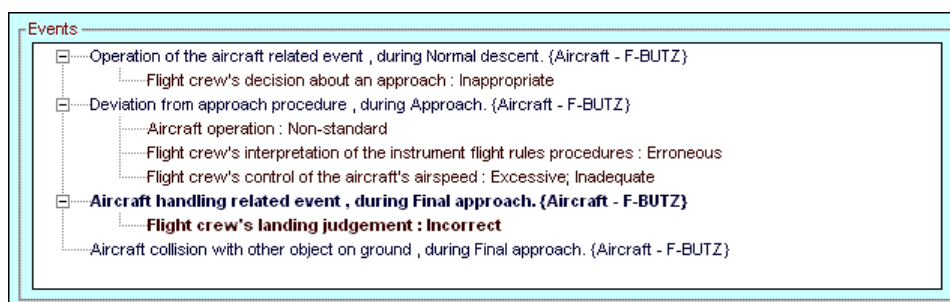 Events
Operation of the aircraft related event , during Normal descent. {Aircraft - F-BUTZ}
Flight crew's decision about an approach : Inappropriate
Deviation from approach procedure , during Approach. {Aircraft - F-BUTZ}
Aircraft operation : Non-standard
Flight crew's interpretation of the instrument flight rules procedures : Erroneous
Flight crew's control of the aircraft's airspeed : Excessive; Inadequate
Aircraft handling related event , during Final approach. {Aircraft - F-BUTZ}
Flight crew's landing judgement : Incorrect
Aircraft collision with other object on ground , during Final approach. {Aircraft - F-BUTZ}